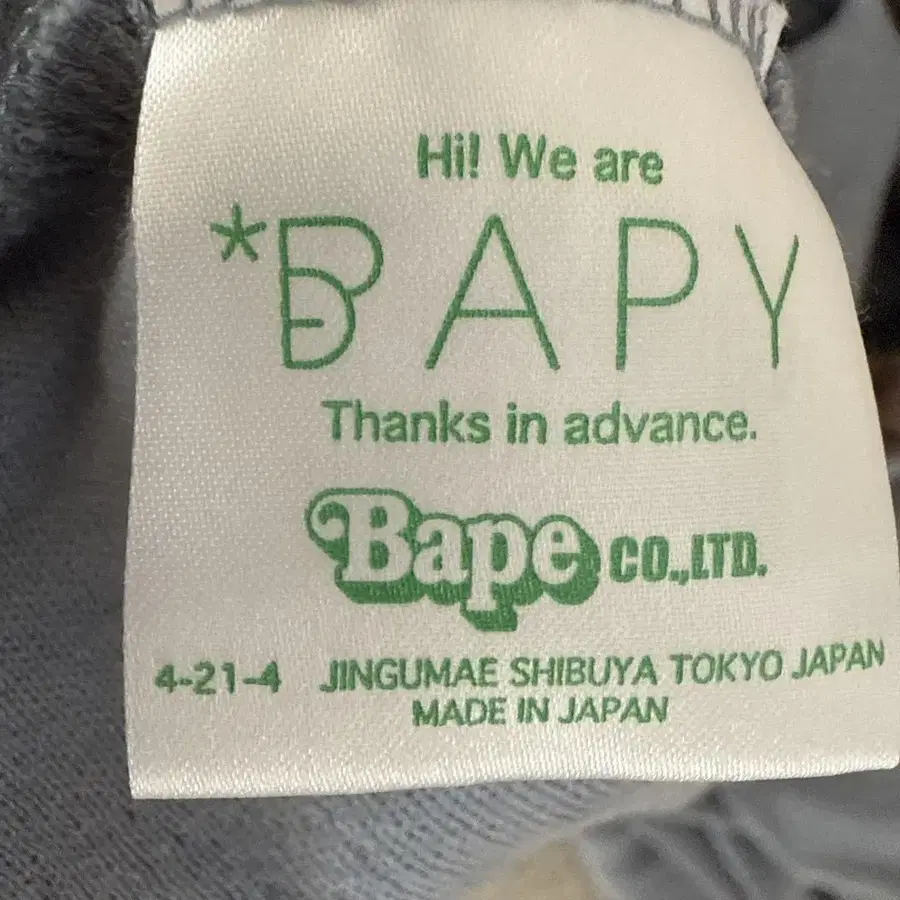 Hi! We are
*BAPY
Thanks in advance.
Bape CO.,LTD.
4-21-4 JINGUMAE SHIBUYA TOKYO JAPAN
MADE IN JAPAN